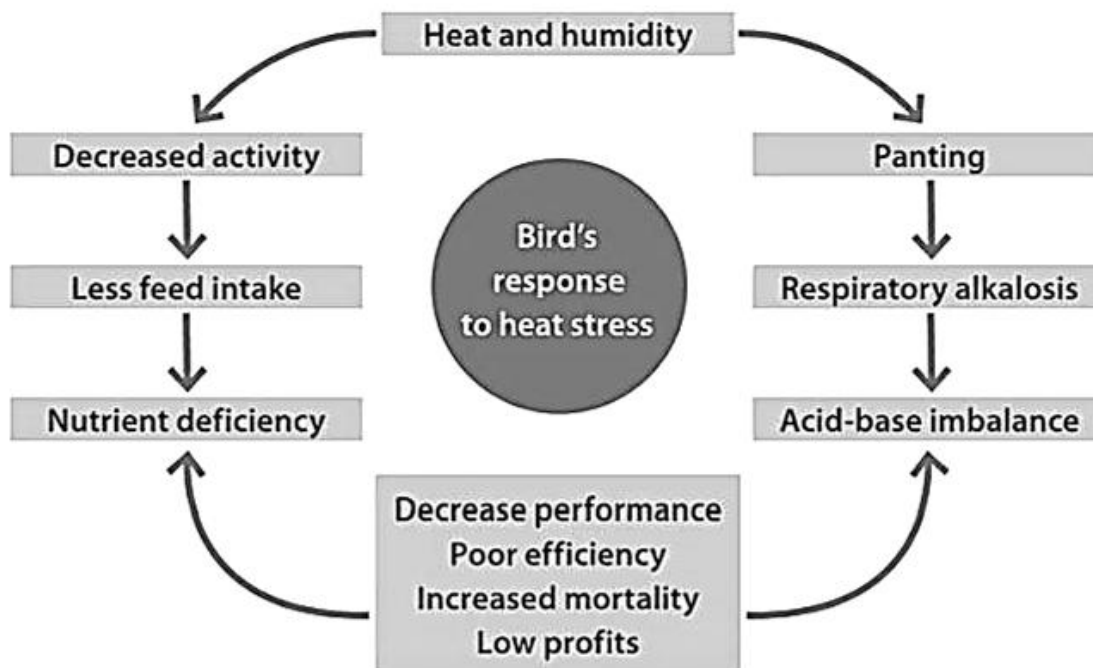 Heat and humidity
Decreased activity
Panting
Bird's
response
to heat stress
Less feed intake
Respiratory alkalosis
Nutrient deficiency
Acid-base imbalance
Decrease performance
Poor efficiency
Increased mortality
Low profits